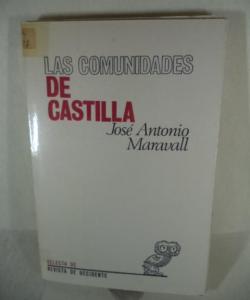 LAS COMUNIDADES
DE
CASTILLA
José Antonio
Maravall
SELECTA DE
REVISTA DE OCCIDENTE